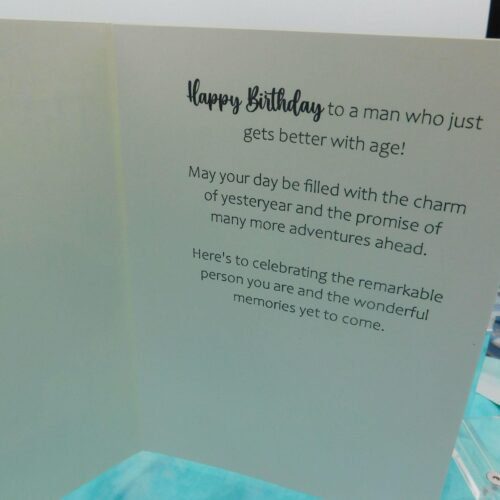 Happy Birthday to a man who just
gets better with age!
May your day be filled with the charm
of yesteryear and the promise of
many more adventures ahead.
Here's to celebrating the remarkable
person you are and the wonderful
memories yet to come.